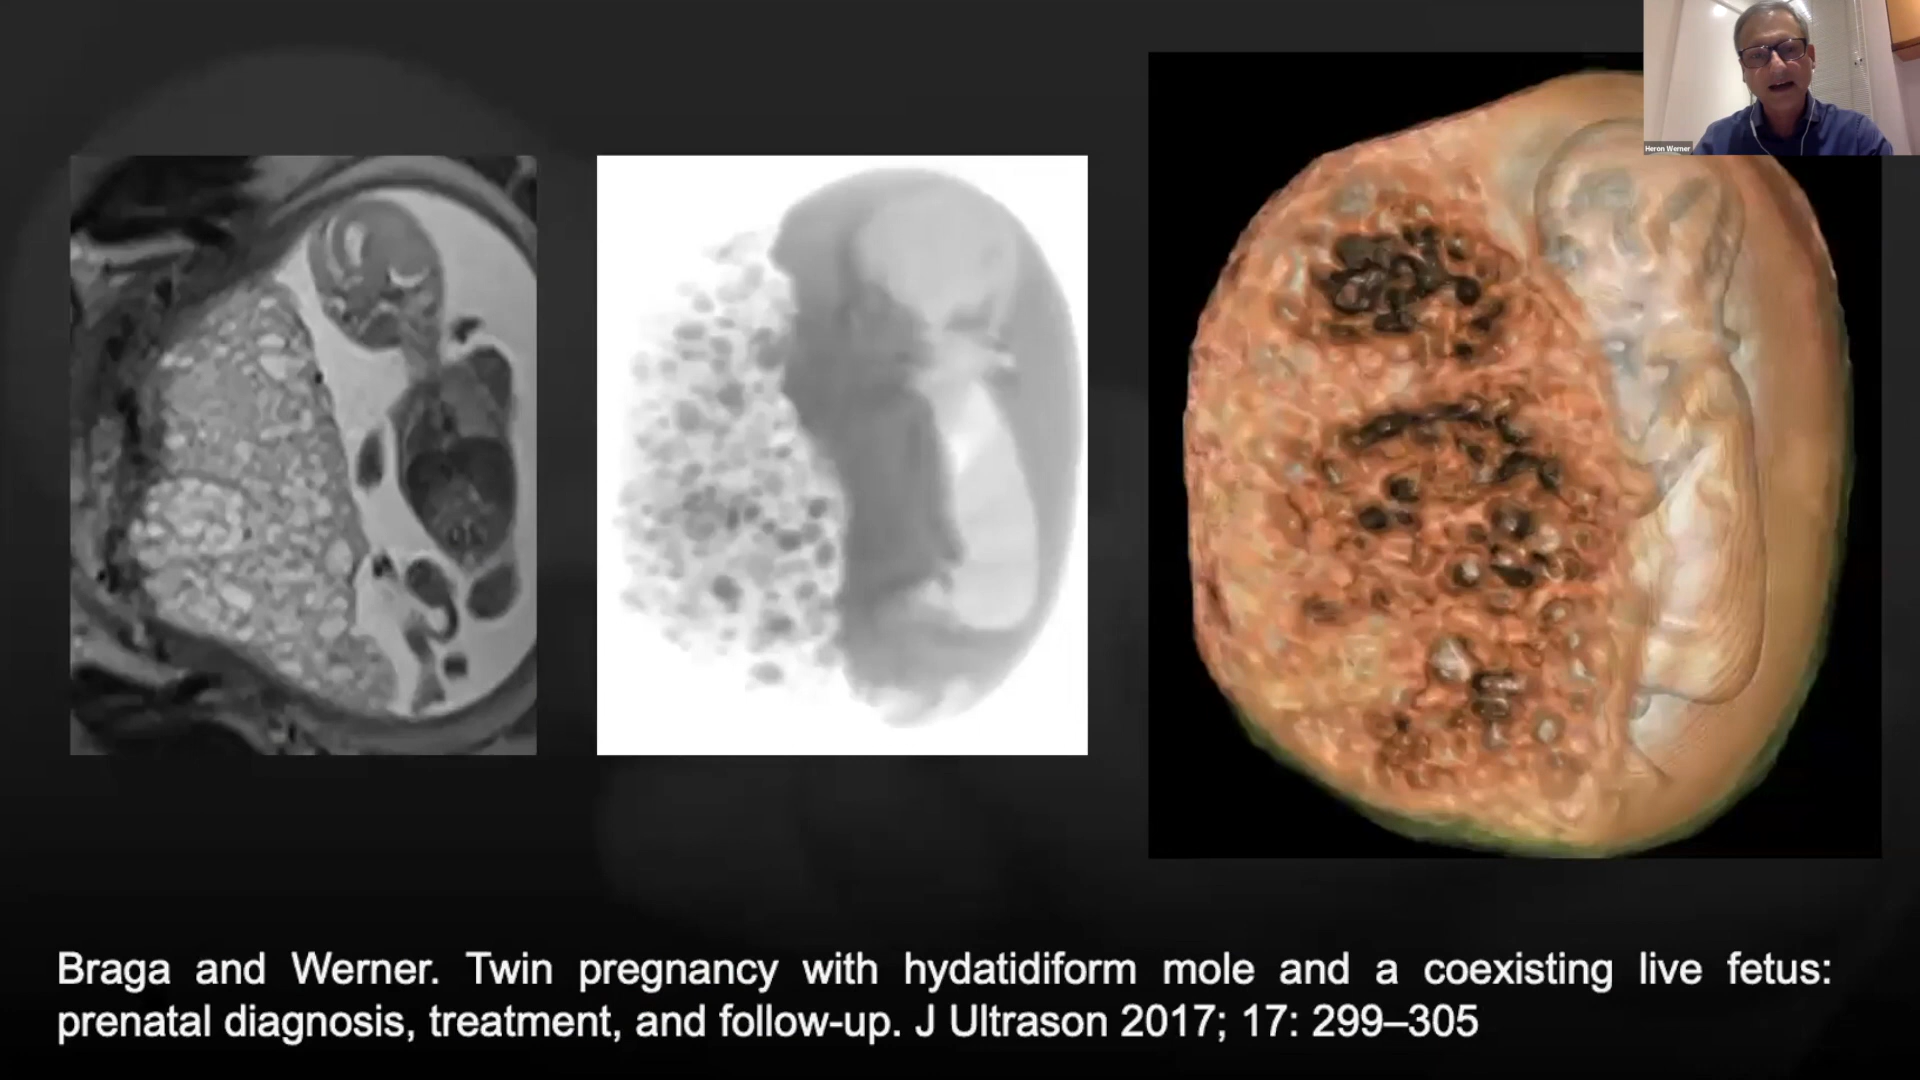 Heron Werner
Braga and Werner. Twin pregnancy with hydatidiform mole and a coexisting live fetus:
prenatal diagnosis, treatment, and follow-up. J Ultrason 2017; 17: 299–305